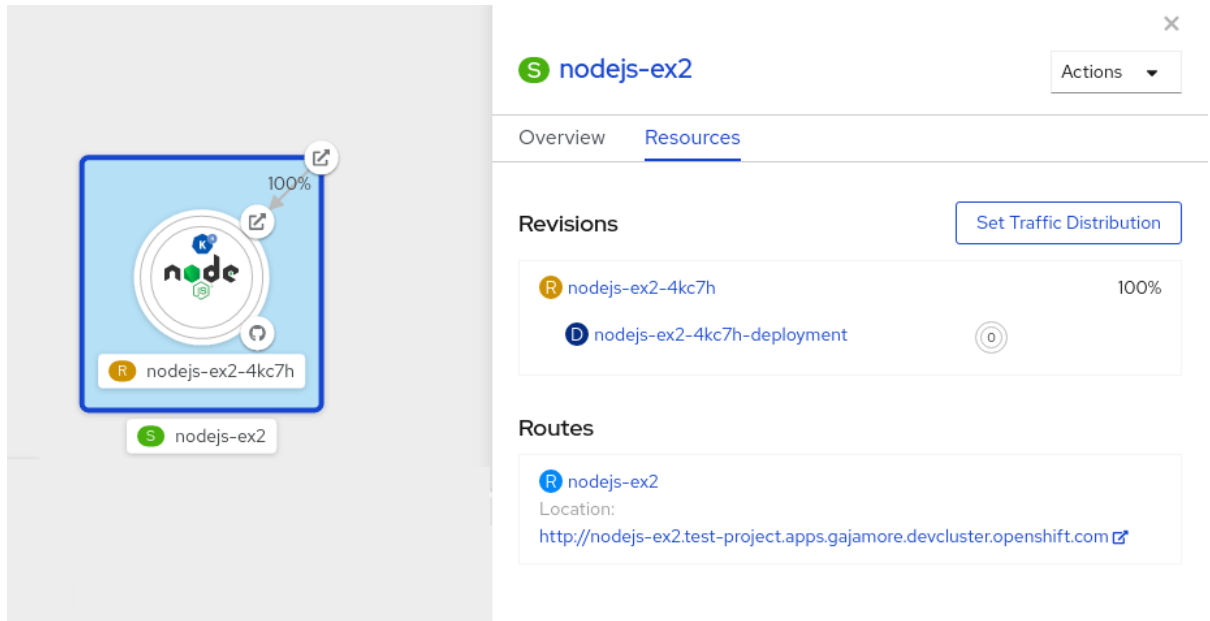 100%
K
node
JS
R nodejs-ex2-4kc7h
S nodejs-ex2
×
S nodejs-ex2
Actions
Overview Resources
Revisions
Set Traffic Distribution
R nodejs-ex2-4kc7h 100%
D nodejs-ex2-4kc7h-deployment 0
Routes
R nodejs-ex2
Location:
http://nodejs-ex2.test-project.apps.gajamore.devcluster.openshift.com